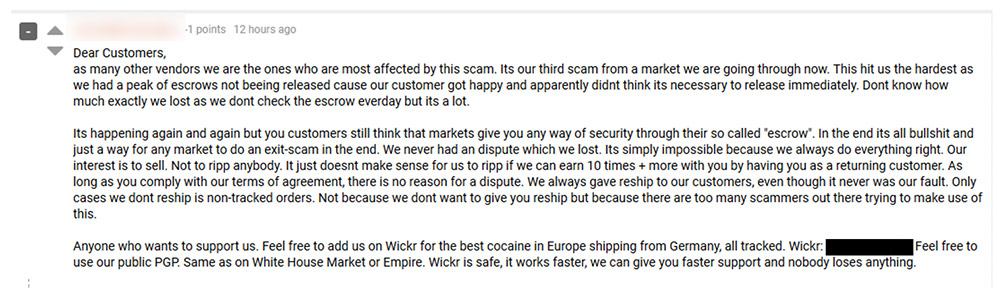 -1 points 12 hours ago
Dear Customers,
as many other vendors we are the ones who are most affected by this scam. Its our third scam from a market we are going through now. This hit us the hardest as
we had a peak of escrows not beeing released cause our customer got happy and apparently didnt think its necessary to release immediately. Dont know how
much exactly we lost as we dont check the escrow everday but its a lot.
Its happening again and again but you customers still think that markets give you any way of security through their so called "escrow". In the end its all bullshit and
just a way for any market to do an exit-scam in the end. We never had an dispute which we lost. Its simply impossible because we always do everything right. Our
interest is to sell. Not to ripp anybody. It just doesnt make sense for us to ripp if we can earn 10 times + more with you by having you as a returning customer. As
long as you comply with our terms of agreement, there is no reason for a dispute. We always gave reship to our customers, even though it never was our fault. Only
cases we dont reship is non-tracked orders. Not because we dont want to give you reship but because there are too many scammers out there trying to make use of
this.
Anyone who wants to support us. Feel free to add us on Wickr for the best cocaine in Europe shipping from Germany, all tracked. Wickr: Feel free to
use our public PGP. Same as on White House Market or Empire. Wickr is safe, it works faster, we can give you faster support and nobody loses anything.